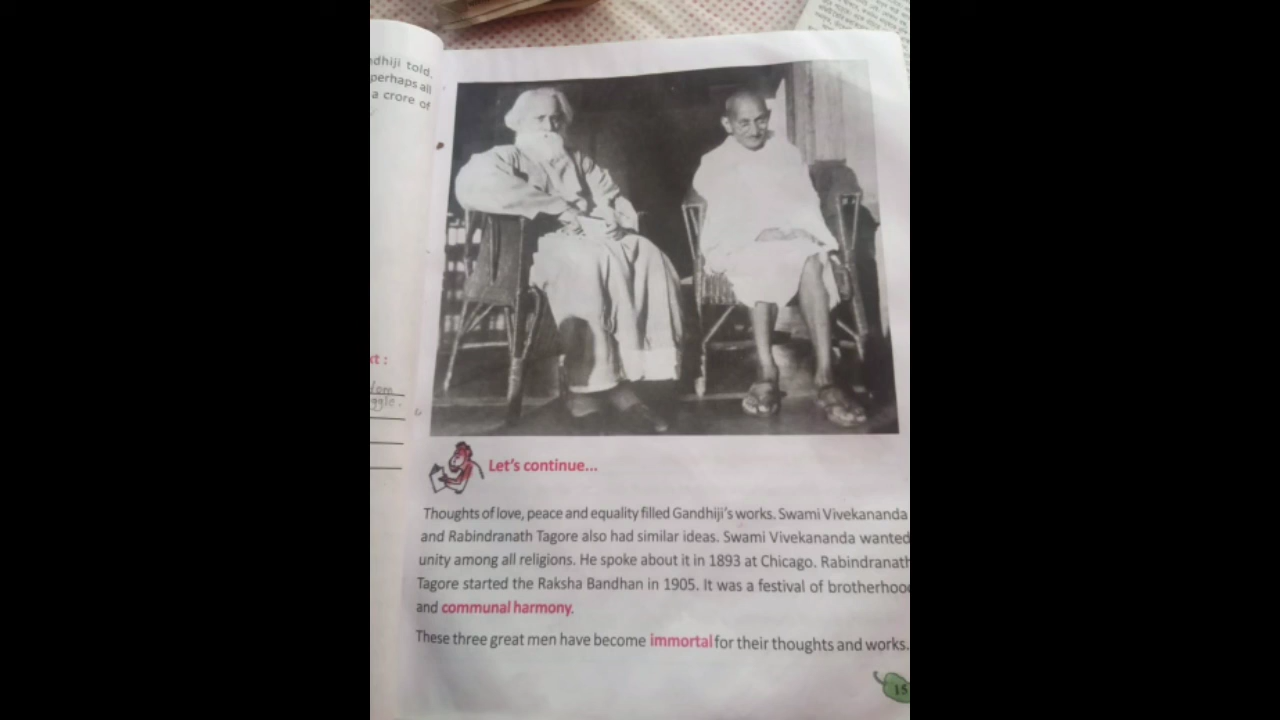 dhiji told,
perhaps all
a crore of
xt :
ggle.
Let's continue...
Thoughts of love, peace and equality filled Gandhiji's works. Swami Vivekananda
and Rabindranath Tagore also had similar ideas. Swami Vivekananda wanted
unity among all religions. He spoke about it in 1893 at Chicago. Rabindranath
Tagore started the Raksha Bandhan in 1905. It was a festival of brotherhoo
and communal harmony.
These three great men have become immortal for their thoughts and works.
15